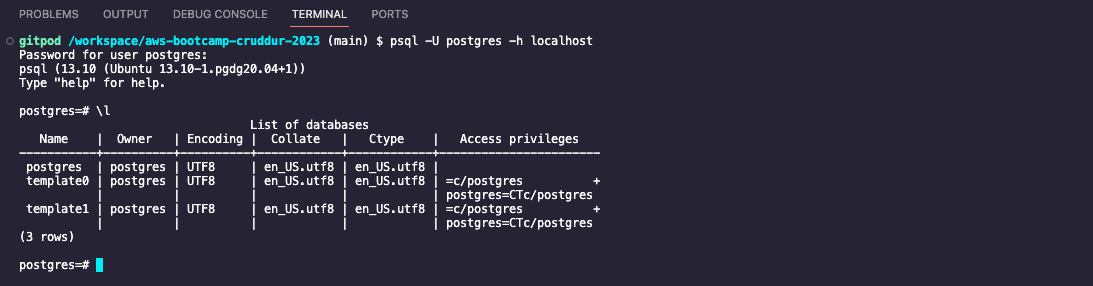 PROBLEMS OUTPUT DEBUG CONSOLE TERMINAL PORTS
gitpod /workspace/aws-bootcamp-cruddur-2023 (main) $ psql -U postgres -h localhost
Password for user postgres:
psql (13.10 (Ubuntu 13.10-1.pgdg20.04+1))
Type "help" for help.

postgres=# \l
                                 List of databases
   Name    |  Owner   | Encoding |  Collate   |   Ctype    |   Access privileges
-----------+----------+----------+------------+------------+-----------------------
 postgres  | postgres | UTF8     | en_US.utf8 | en_US.utf8 |
 template0 | postgres | UTF8     | en_US.utf8 | en_US.utf8 | =c/postgres          +
           |          |          |            |            | postgres=CTc/postgres
 template1 | postgres | UTF8     | en_US.utf8 | en_US.utf8 | =c/postgres          +
           |          |          |            |            | postgres=CTc/postgres
(3 rows)

postgres=#